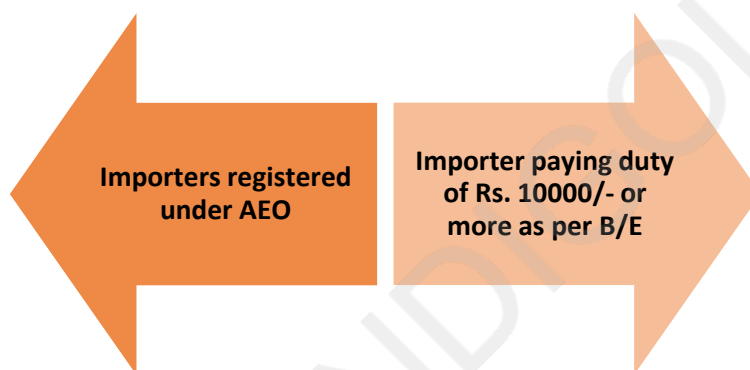 Importers registered
under AEO
Importer paying duty
of Rs. 10000/- or
more as per B/E